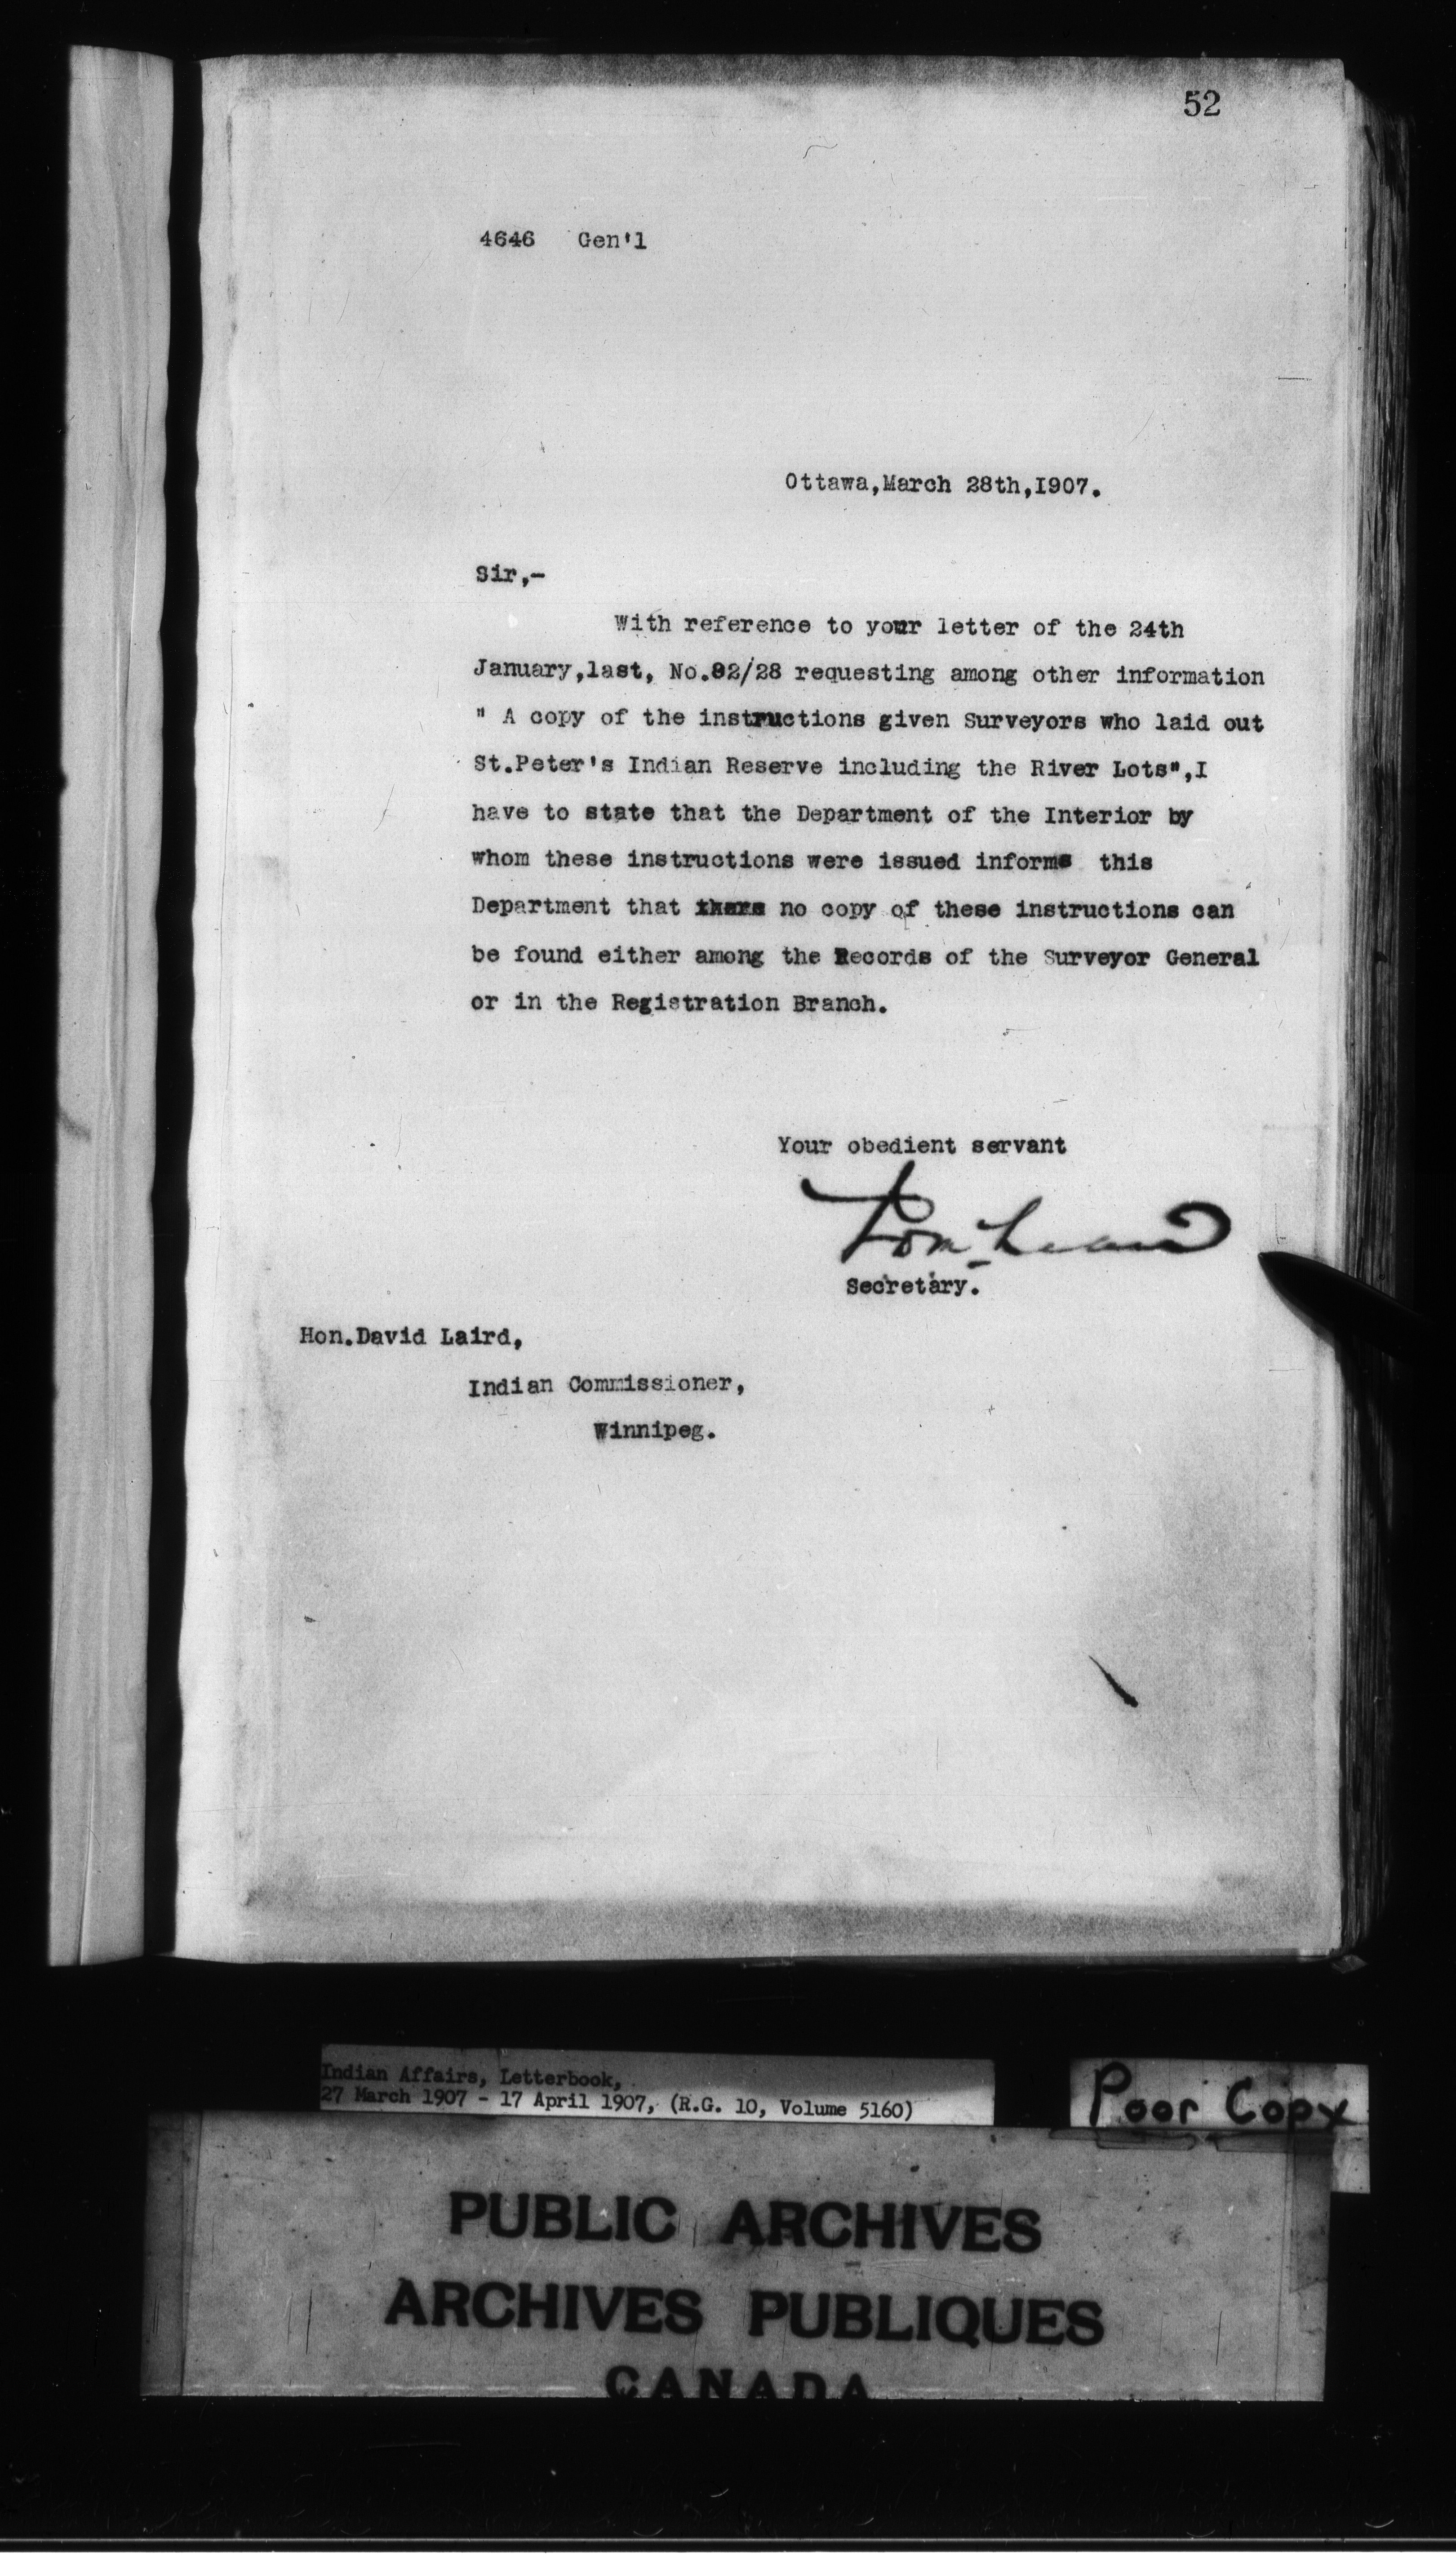 52
4646 Gen'l
Ottawa,March 28th,1907.
Sir,-
With reference to your letter of the 24th
January,last, No.92/28 requesting among other information
" A copy of the instructions given Surveyors who laid out
St.Peter's Indian Reserve including the River Lots",I
have to state that the Department of the Interior by
whom these instructions were issued informs this
Department that no copy of these instructions can
be found either among the Records of the Surveyor General
or in the Registration Branch.
Your obedient servant
Secretary.
Hon.David Laird,
Indian Commissioner,
Winnipeg.
Indian Affairs, Letterbook,
27 March 1907 - 17 April 1907, (R.G. 10, Volume 5160)
Poor Copy
PUBLIC ARCHIVES
ARCHIVES PUBLIQUES
CANADA